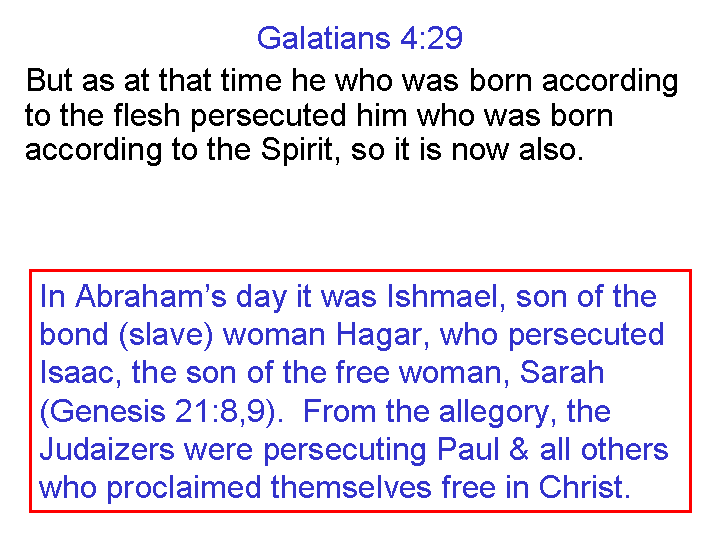 Galatians 4:29
But as at that time he who was born according
to the flesh persecuted him who was born
according to the Spirit, so it is now also.
In Abraham’s day it was Ishmael, son of the
bond (slave) woman Hagar, who persecuted
Isaac, the son of the free woman, Sarah
(Genesis 21:8,9).  From the allegory, the
Judaizers were persecuting Paul & all others
who proclaimed themselves free in Christ.